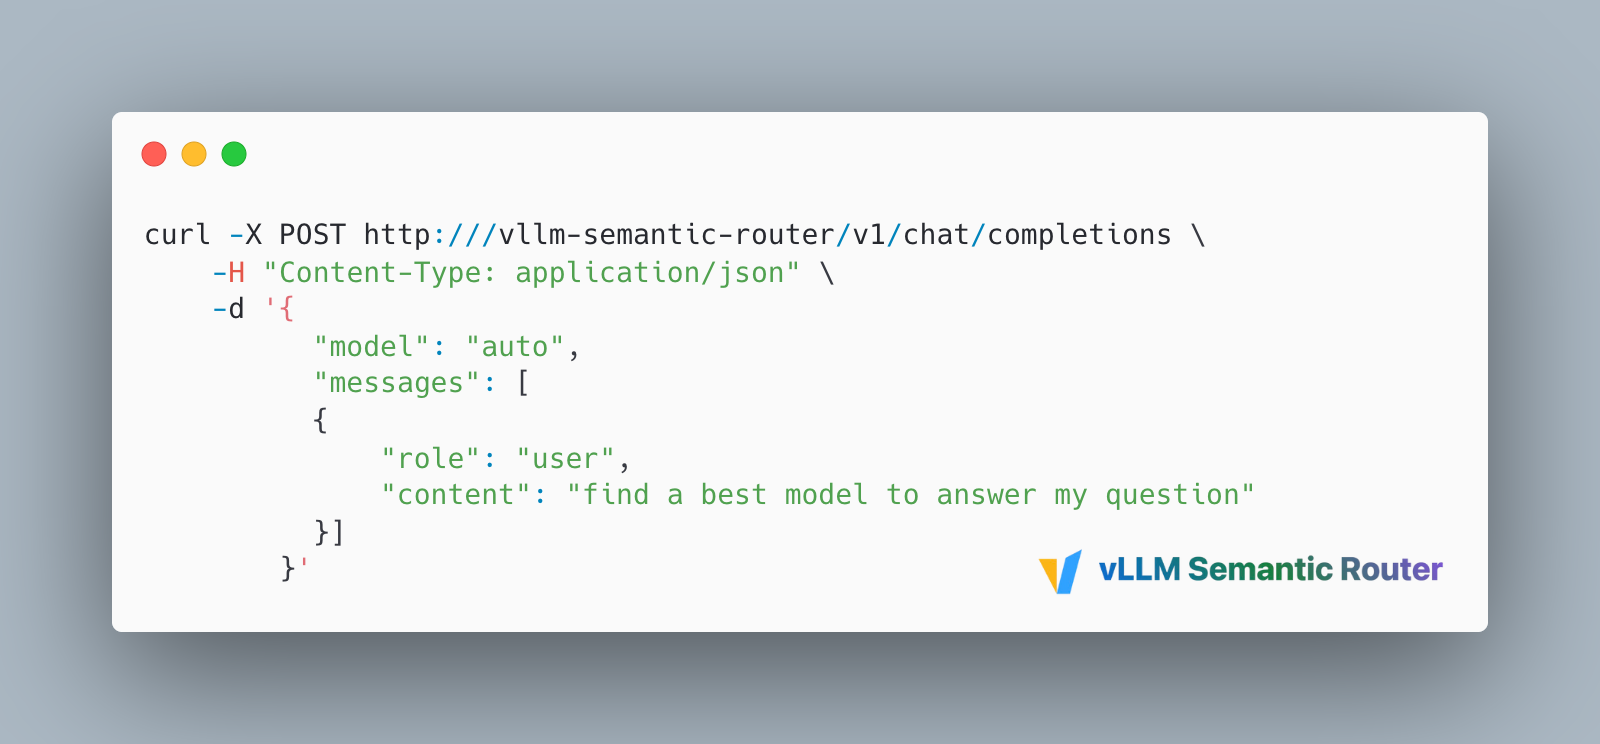 curl -X POST http:///vllm-semantic-router/v1/chat/completions \
    -H "Content-Type: application/json" \
    -d '{
          "model": "auto",
          "messages": [
          {
              "role": "user",
              "content": "find a best model to answer my question"
          }]
        }'
vLLM Semantic Router